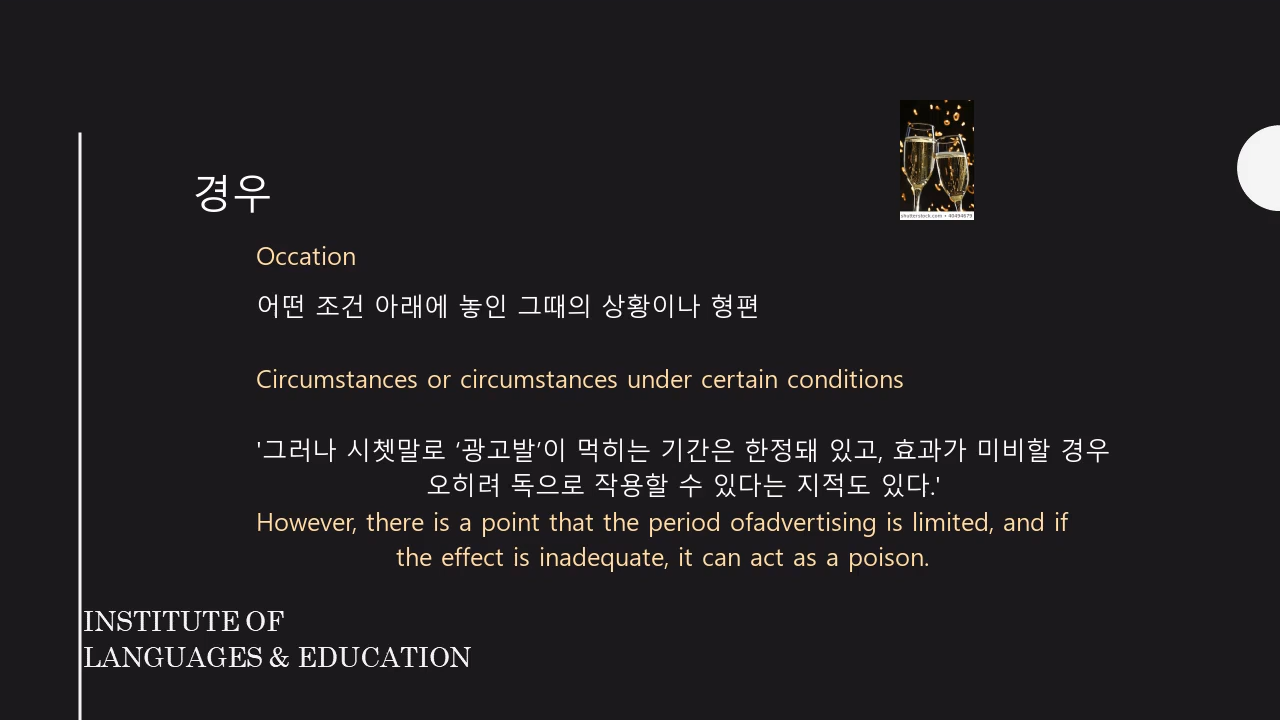 경우
Occation
어떤 조건 아래에 놓인 그때의 상황이나 형편
Circumstances or circumstances under certain conditions
'그러나 시쳇말로 ‘광고발’이 먹히는 기간은 한정돼 있고, 효과가 미비할 경우
오히려 독으로 작용할 수 있다는 지적도 있다.'
However, there is a point that the period ofadvertising is limited, and if
the effect is inadequate, it can act as a poison.
INSTITUTE OF
LANGUAGES & EDUCATION
shutterstock.com •